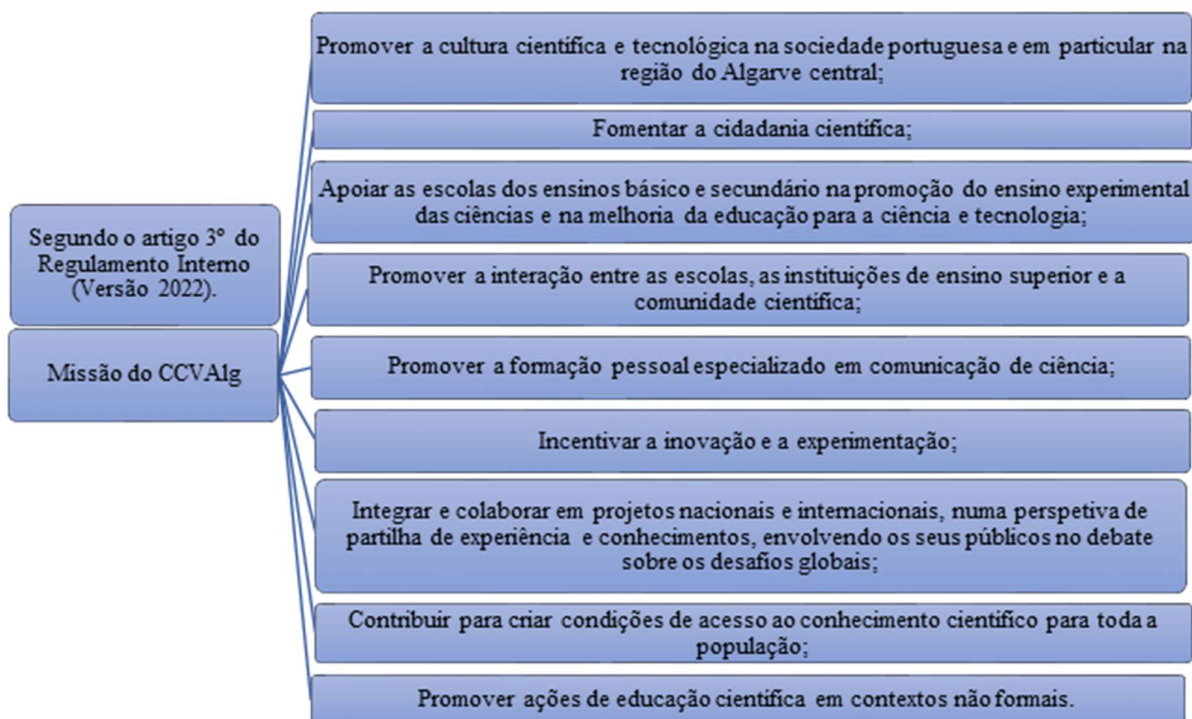 Segundo o artigo 3º do
Regulamento Interno
(Versão 2022).
Missão do CCVAlg
Promover a cultura científica e tecnológica na sociedade portuguesa e em particular na
região do Algarve central;
Fomentar a cidadania científica;
Apoiar as escolas dos ensinos básico e secundário na promoção do ensino experimental
das ciências e na melhoria da educação para a ciência e tecnologia;
Promover a interação entre as escolas, as instituições de ensino superior e a
comunidade científica;
Promover a formação pessoal especializado em comunicação de ciência;
Incentivar a inovação e a experimentação;
Integrar e colaborar em projetos nacionais e internacionais, numa perspetiva de
partilha de experiência e conhecimentos, envolvendo os seus públicos no debate
sobre os desafios globais;
Contribuir para criar condições de acesso ao conhecimento científico para toda a
população;
Promover ações de educação científica em contextos não formais.